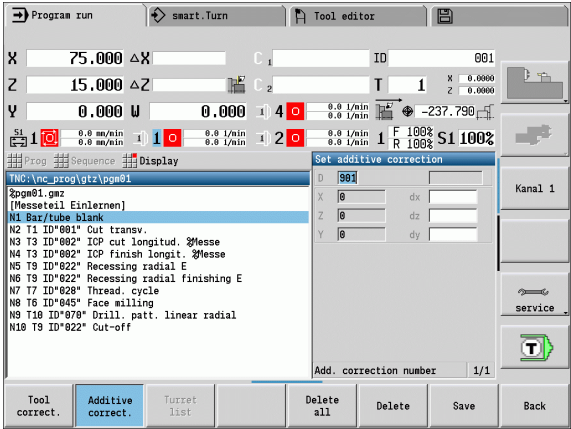 Program run
smart.Turn
Tool editor
X 75.000 ΔX C 1 ID 001
Z 15.000 ΔZ C 2 T 1 X 0.0000
Z 0.0000
Y 0.000 W 0.000 4 0.0 1/min -237.790
0.0 1/min
S1 1 0.0 mm/min 1 0.0 1/min 2 0.0 1/min 1 F 100% S1 100%
0.0 mm/min 0.0 1/min 0.0 1/min R 100%
Prog Sequence Display
TNC:\nc_prog\gtz\pgm01
%pgm01.gmz
[Messeteil Einlernen]
N1 Bar/tube blank
N2 T1 ID"001" Cut transv.
N3 T3 ID"002" ICP cut longitud. %Messe
N4 T3 ID"002" ICP finish longit. %Messe
N5 T9 ID"022" Recessing radial E
N6 T9 ID"022" Recessing radial finishing E
N7 T7 ID"028" Thread. cycle
N8 T6 ID"045" Face milling
N9 T10 ID"070" Drill. patt. linear radial
N10 T9 ID"022" Cut-off
Set additive correction
D 901
X 0 dx
Z 0 dz
Y 0 dy
Add. correction number 1/1
Kanal 1
service
T
Tool correct.
Additive correct.
Turret list
Delete all
Delete
Save
Back